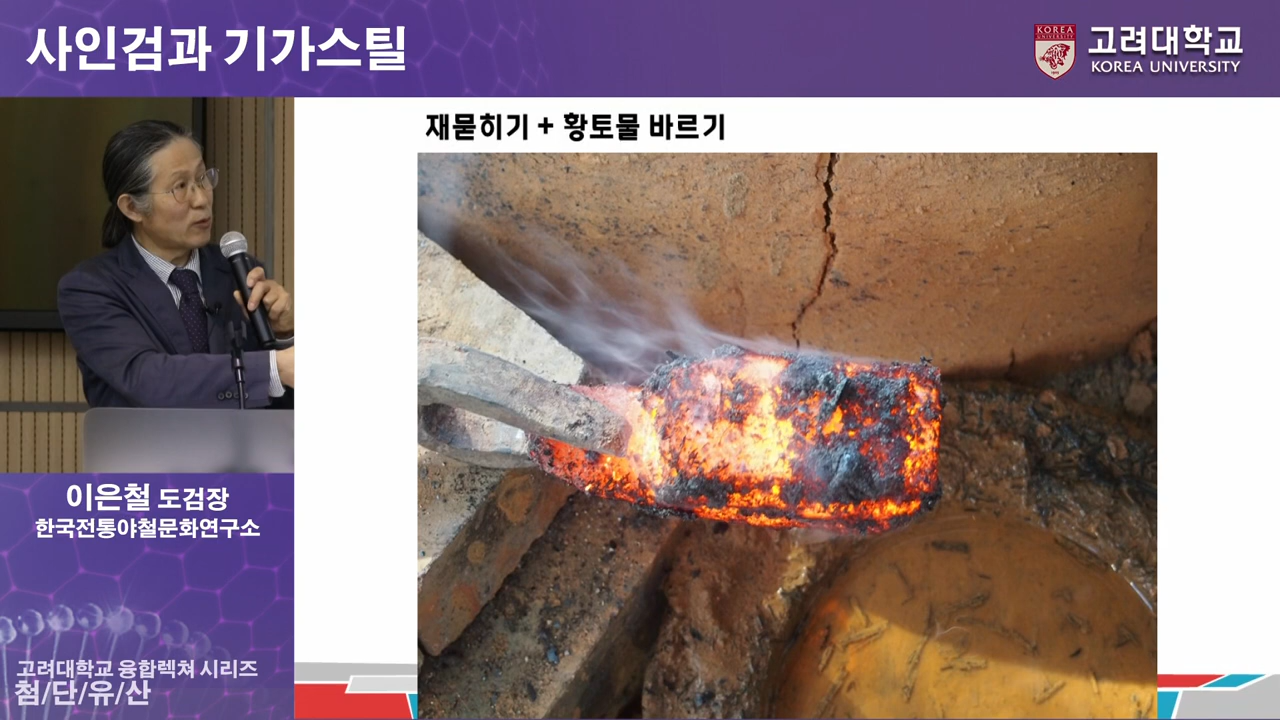 사인검과 기가스틸
KOREA
UNIVERSITY
1905
고려대학교
KOREA UNIVERSITY
재묻히기 + 황토물 바르기
이은철 도검장
한국전통야철문화연구소
고려대학교 융합렉쳐 시리즈
첨/단/유/산